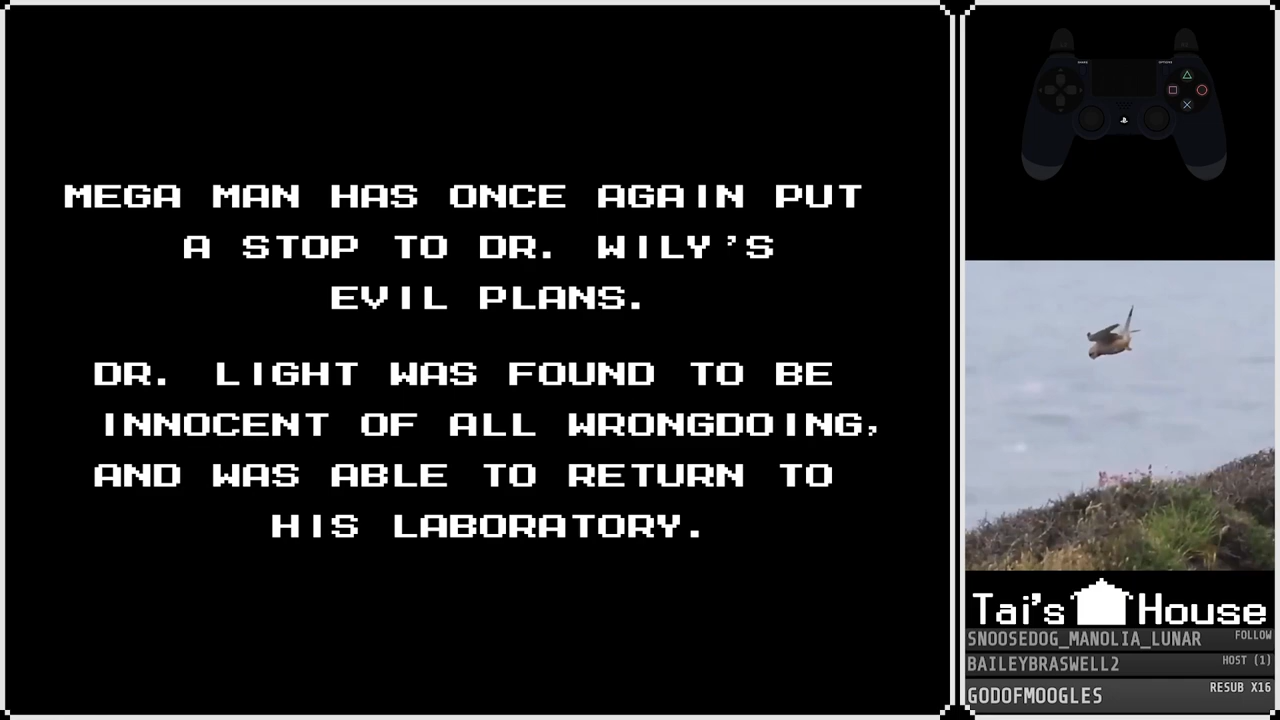 MEGA MAN HAS ONCE AGAIN PUT
A STOP TO DR. WILY'S
EVIL PLANS.
DR. LIGHT WAS FOUND TO BE
INNOCENT OF ALL WRONGDOING,
AND WAS ABLE TO RETURN TO
HIS LABORATORY.
SHARE
OPTIONS
Tai's House
SNOOSEDOG_MANOLIA_LUNAR FOLLOW
BAILEYBRASWELL2 HOST (1)
GODOFMOOGLES RESUB X16